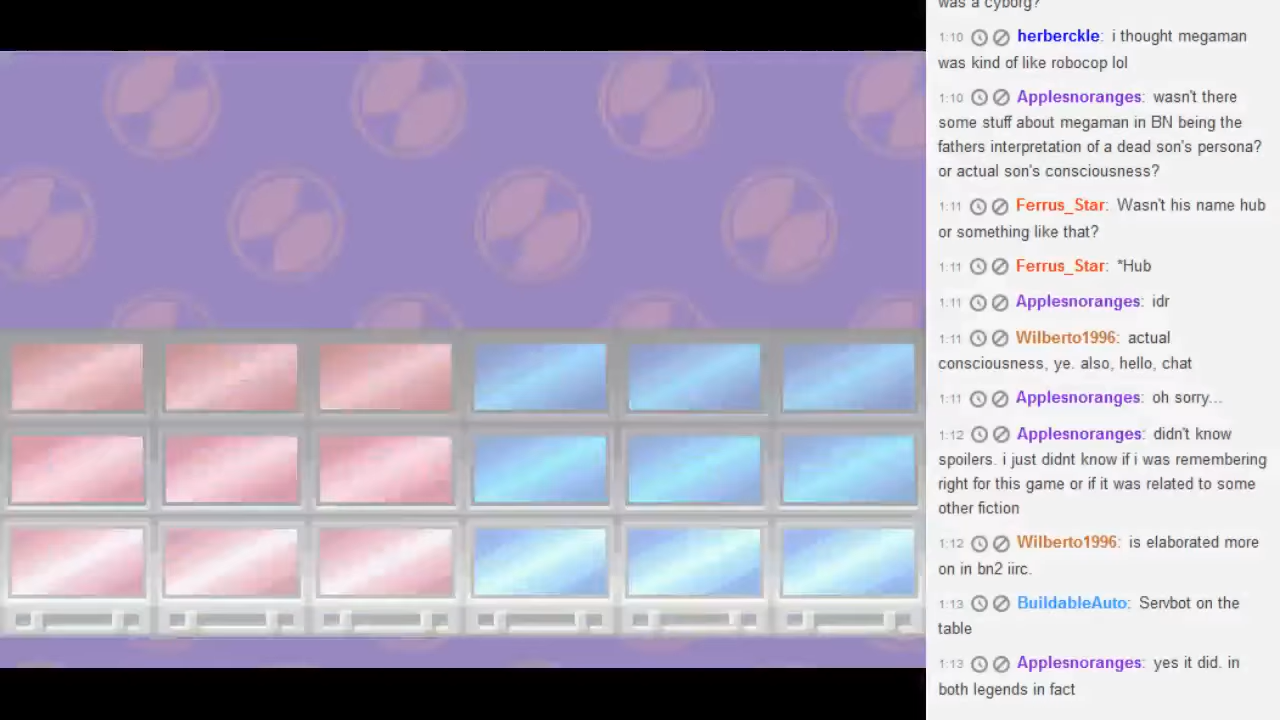 was a cyborg?
1:10 herberckle: i thought megaman
was kind of like robocop lol
1:10 Applesnoranges: wasn't there
some stuff about megaman in BN being the
fathers interpretation of a dead son's persona?
or actual son's consciousness?
1:11 Ferrus_Star: Wasn't his name hub
or something like that?
1:11 Ferrus_Star: *Hub
1:11 Applesnoranges: idr
1:11 Wilberto1996: actual
consciousness, ye. also, hello, chat
1:11 Applesnoranges: oh sorry...
1:12 Applesnoranges: didn't know
spoilers. i just didnt know if i was remembering
right for this game or if it was related to some
other fiction
1:12 Wilberto1996: is elaborated more
on in bn2 iirc.
1:13 BuildableAuto: Servbot on the
table
1:13 Applesnoranges: yes it did. in
both legends in fact